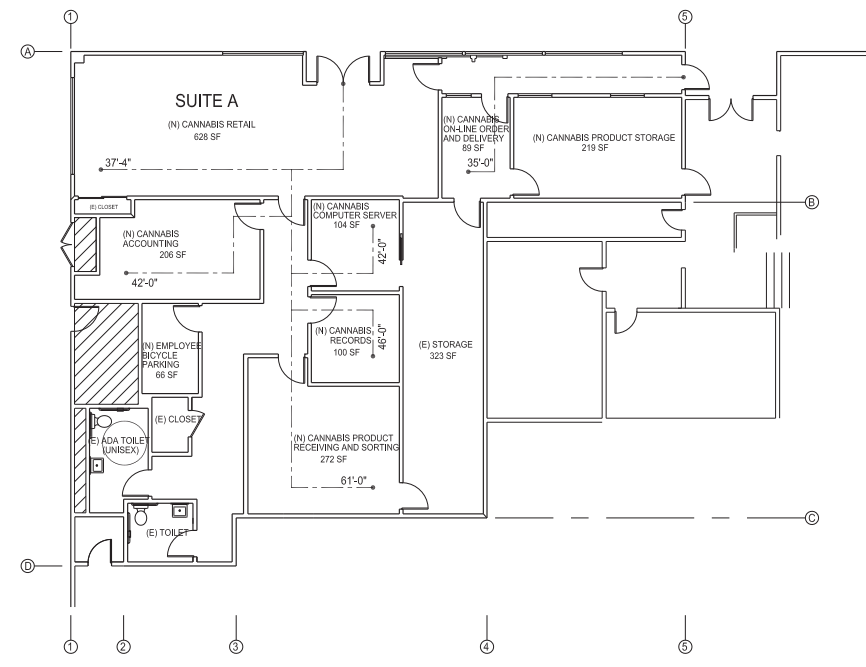 1
5
A
SUITE A
(N) CANNABIS RETAIL
628 SF
37'-4"
(N) CANNABIS
ON-LINE ORDER
AND DELIVERY
89 SF
35'-0"
(N) CANNABIS PRODUCT STORAGE
219 SF
B
(E) CLOSET
(N) CANNABIS
ACCOUNTING
206 SF
42'-0"
(N) CANNABIS
COMPUTER SERVER
104 SF
42'-0"
(N) CANNABIS
RECORDS
100 SF
46'-0"
(E) STORAGE
323 SF
(N) EMPLOYEE
BICYCLE
PARKING
66 SF
(E) CLOSET
(E) ADA TOILET
(UNISEX)
(N) CANNABIS PRODUCT
RECEIVING AND SORTING
272 SF
61'-0"
(E) TOILET
C
D
1
2
3
4
5